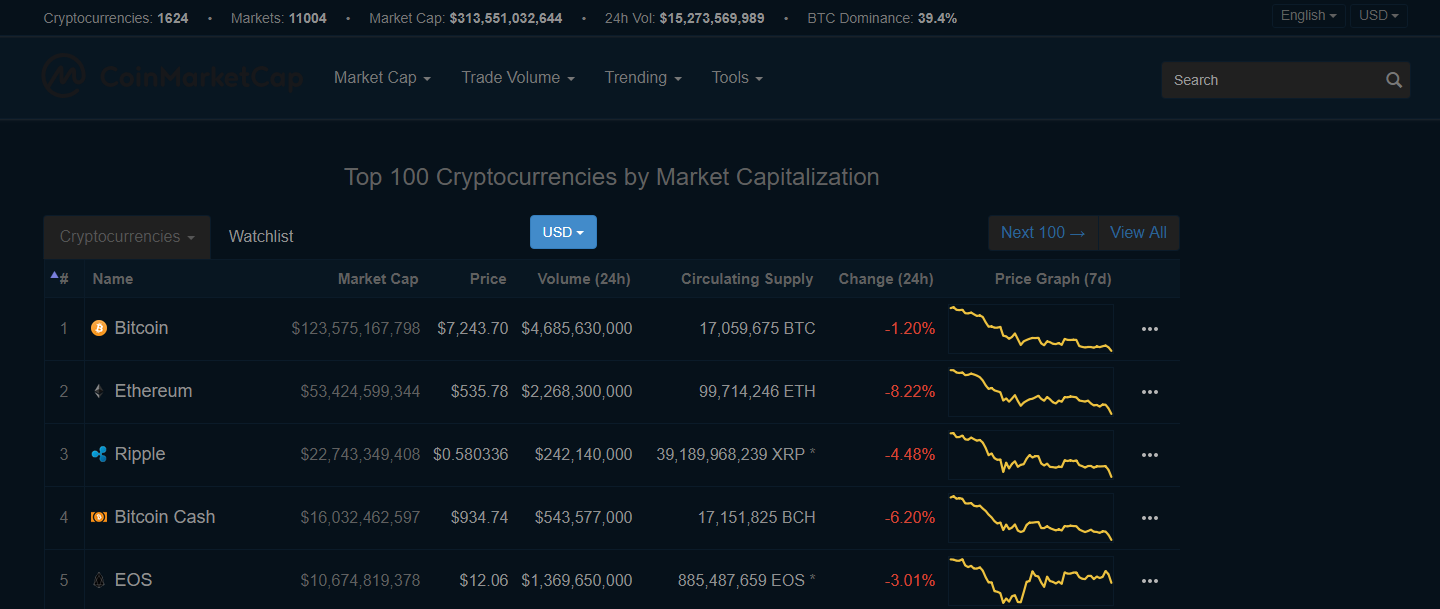 Cryptocurrencies: 1624 • Markets: 11004 • Market Cap: $313,551,032,644 • 24h Vol: $15,273,569,989 • BTC Dominance: 39.4% English USD
CoinMarketCap Market Cap Trade Volume Trending Tools Search
Top 100 Cryptocurrencies by Market Capitalization
Cryptocurrencies Watchlist USD Next 100 → View All
# Name Market Cap Price Volume (24h) Circulating Supply Change (24h) Price Graph (7d)
1 Bitcoin $123,575,167,798 $7,243.70 $4,685,630,000 17,059,675 BTC -1.20%
2 Ethereum $53,424,599,344 $535.78 $2,268,300,000 99,714,246 ETH -8.22%
3 Ripple $22,743,349,408 $0.580336 $242,140,000 39,189,968,239 XRP * -4.48%
4 Bitcoin Cash $16,032,462,597 $934.74 $543,577,000 17,151,825 BCH -6.20%
5 EOS $10,674,819,378 $12.06 $1,369,650,000 885,487,659 EOS * -3.01%